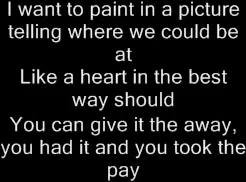 I want to paint in a picture
telling where we could be
at
Like a heart in the best
way should
You can give it the away,
you had it and you took the
pay